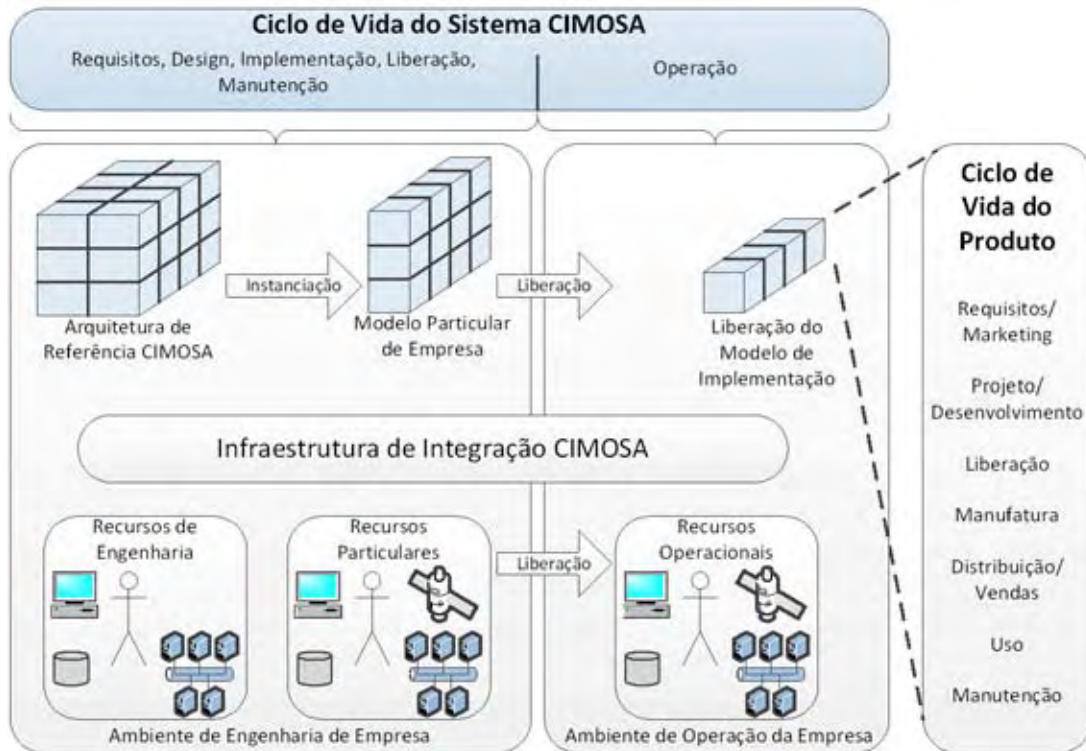 Ciclo de Vida do Sistema CIMOSA
Requisitos, Design, Implementação, Liberação,
Manutenção
Operação
Arquitetura de
Referência CIMOSA
Instanciação
Modelo Particular
de Empresa
Liberação
Liberação do
Modelo de
Implementação
Infraestrutura de Integração CIMOSA
Recursos de
Engenharia
Recursos
Particulares
Liberação
Recursos
Operacionais
Ambiente de Engenharia de Empresa
Ambiente de Operação da Empresa
Ciclo de
Vida do
Produto
Requisitos/
Marketing
Projeto/
Desenvolvimento
Liberação
Manufatura
Distribuição/
Vendas
Uso
Manutenção